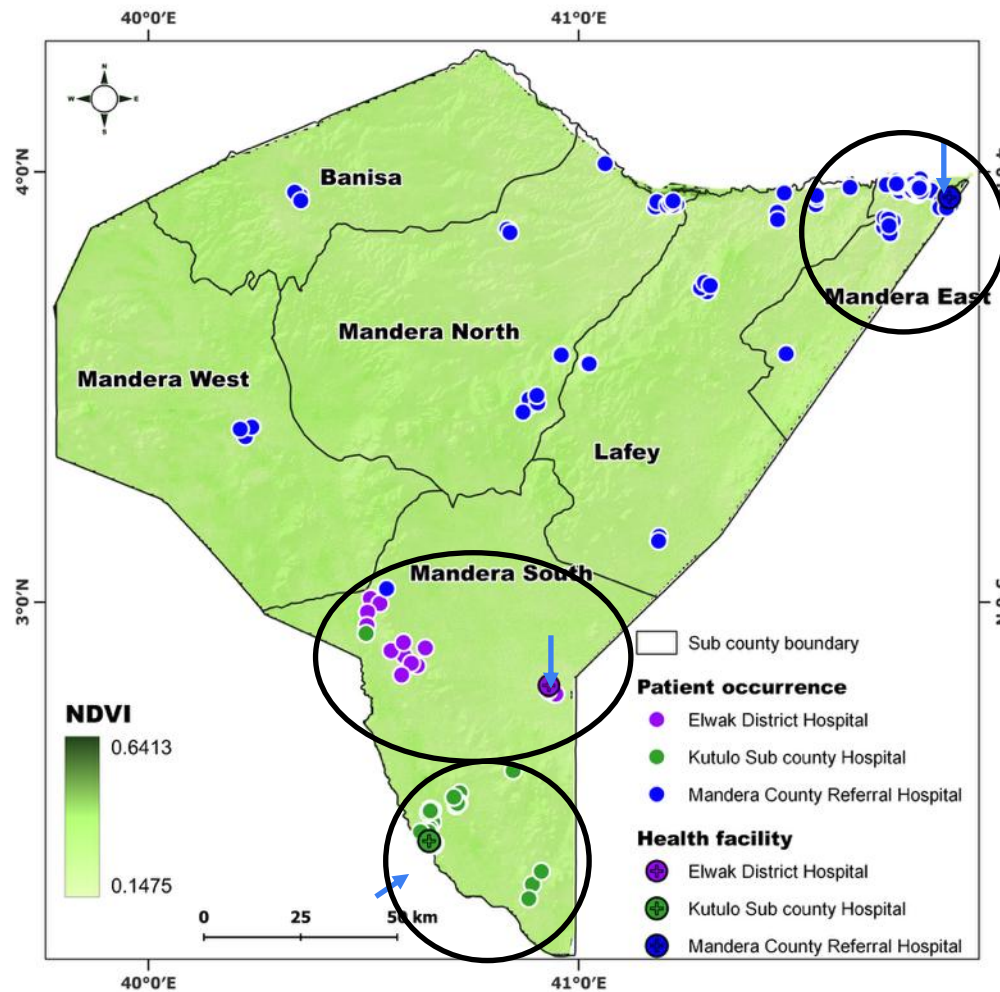 40°0'E 41°0'E
N
W E
S
4°0'N
Banisa
Mandera East
Mandera North
Mandera West
Lafey
Mandera South
3°0'N
Sub county boundary
Patient occurrence
NDVI
Elwak District Hospital
0.6413
Kutulo Sub county Hospital
Mandera County Referral Hospital
Health facility
Elwak District Hospital
0.1475
Kutulo Sub county Hospital
0 25 50 km
Mandera County Referral Hospital
40°0'E 41°0'E